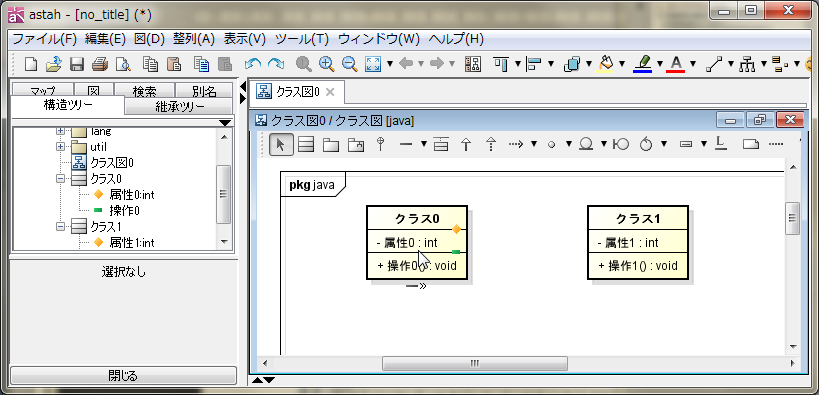 astah - [no_title] (*)
ファイル(F) 編集(E) 図(D) 整列(A) 表示(V) ツール(T) ウィンドウ(W) ヘルプ(H)
マップ 図 検索 別名
構造ツリー 継承ツリー
lang
util
クラス図0
クラス0
属性0:int
操作0
クラス1
属性1:int
選択なし
閉じる
クラス図0
クラス図0 / クラス図 [java]
pkg java
クラス0
- 属性0 : int
+ 操作0() : void
クラス1
- 属性1 : int
+ 操作1() : void